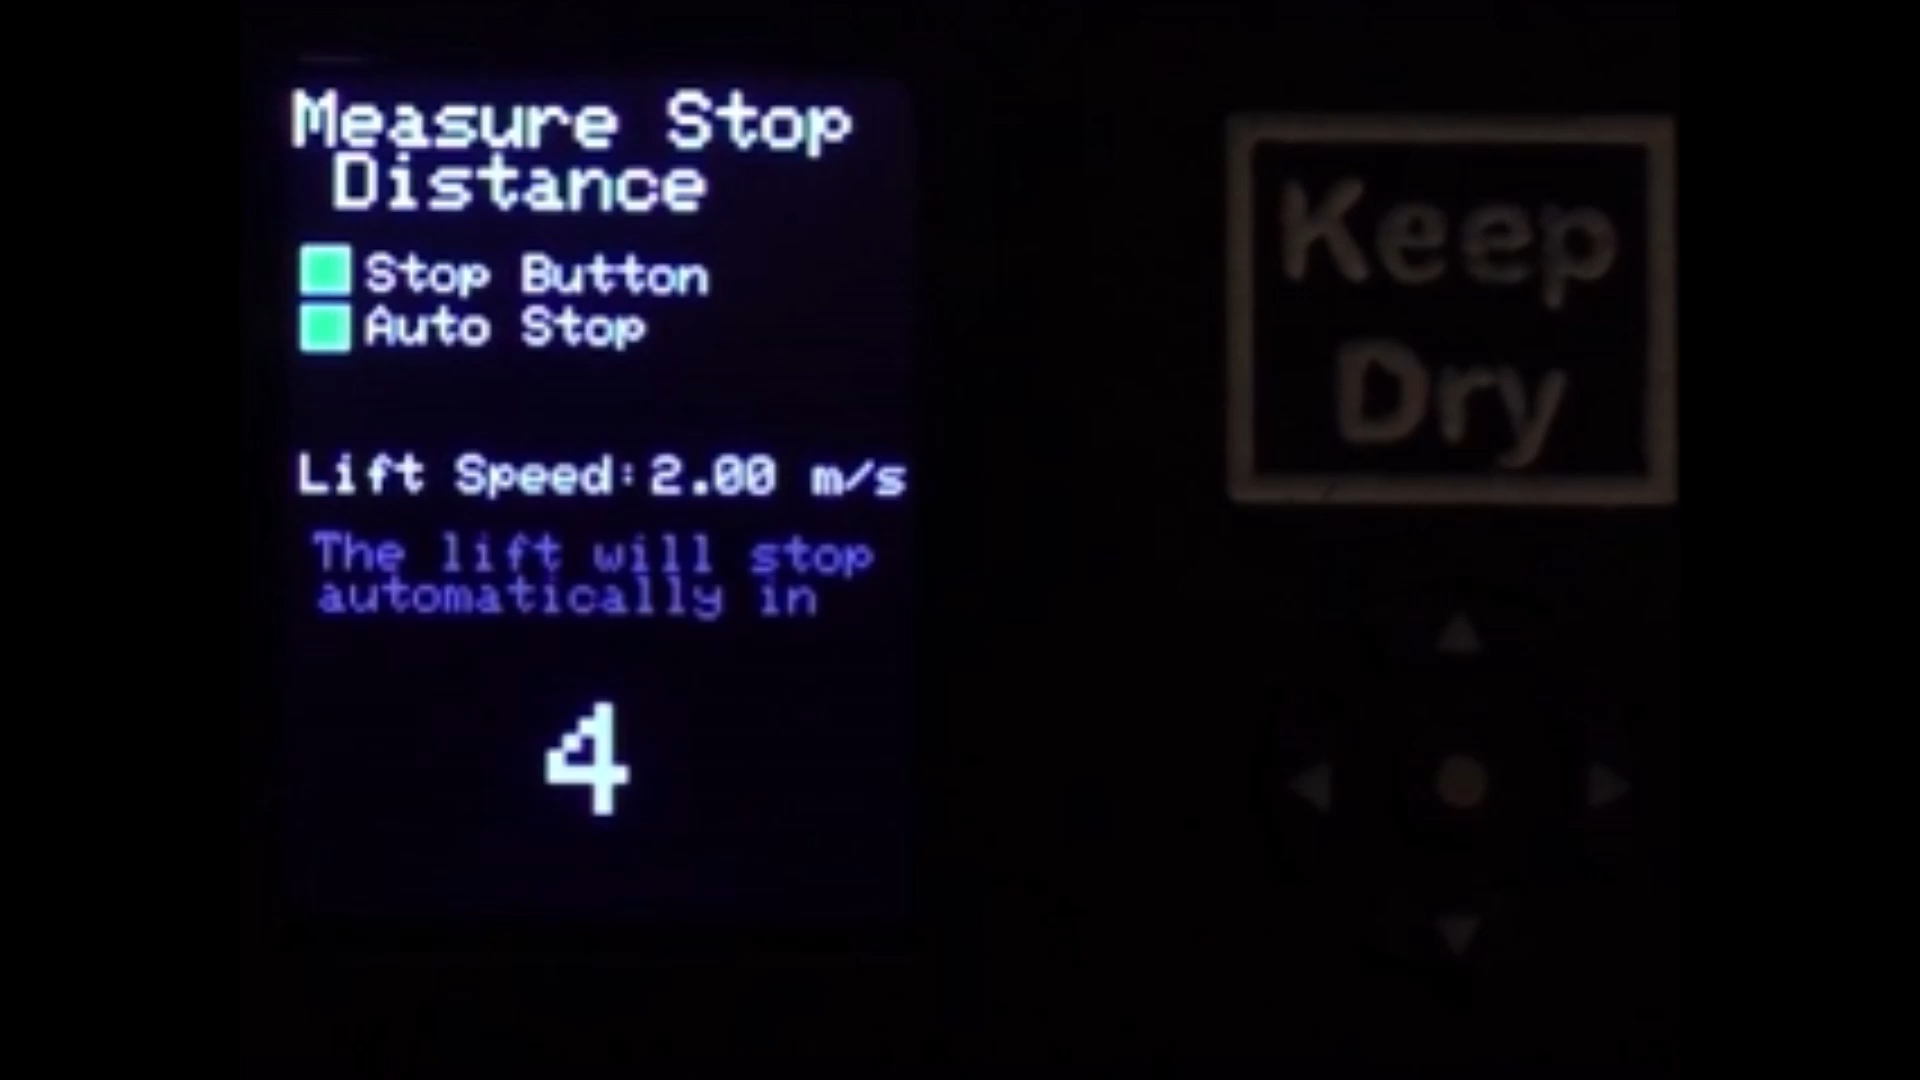 Measure Stop
Distance
Stop Button
Auto Stop
Lift Speed: 2.00 m/s
The lift will stop
automatically in
4
Keep
Dry